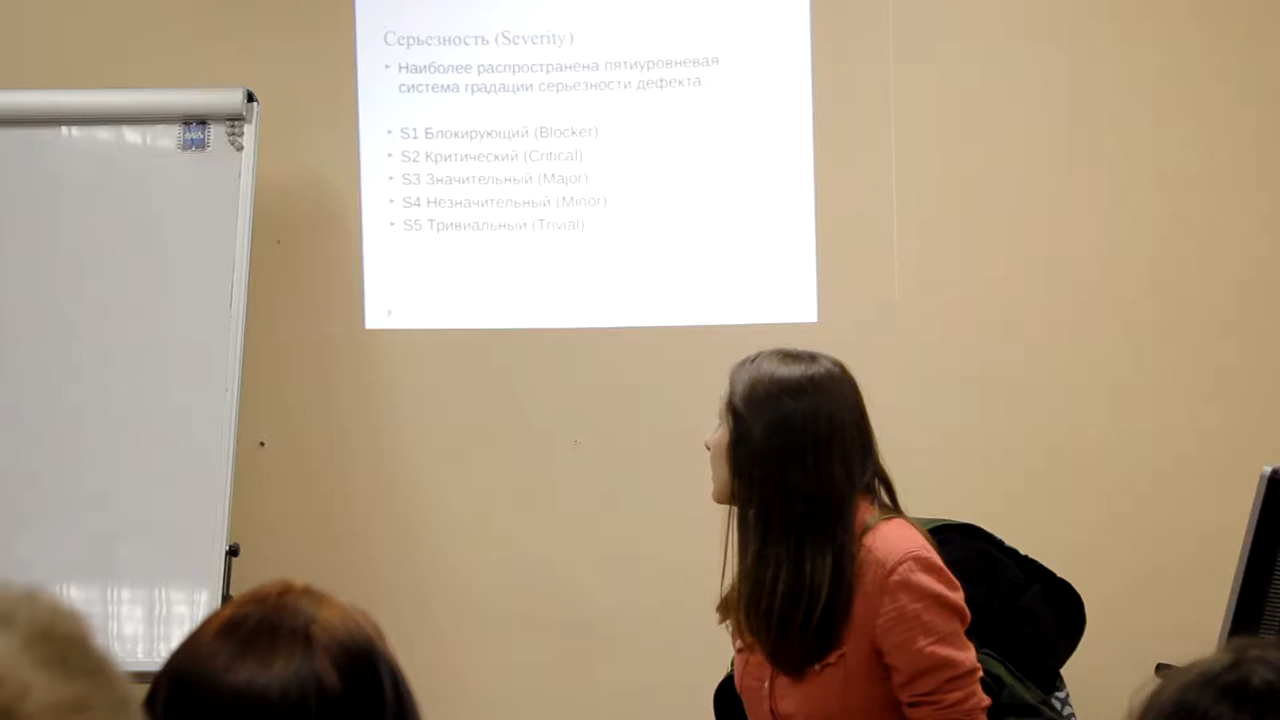 Серьезность (Severity)
Наиболее распространена пятиуровневая
система градации серьезности дефекта.
S1 Блокирующий (Blocker)
S2 Критический (Critical)
S3 Значительный (Major)
S4 Незначительный (Minor)
S5 Тривиальный (Trivial)